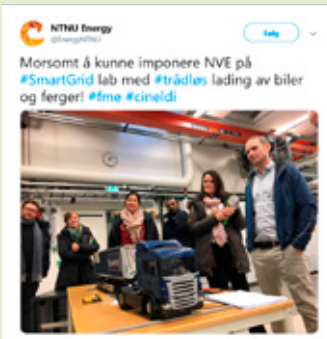 NTNU Energy
@EnergyNTNU
Følg
Morsomt å kunne imponere NVE på
#SmartGrid lab med #trådløs lading av biler
og ferger! #fme #cineldi